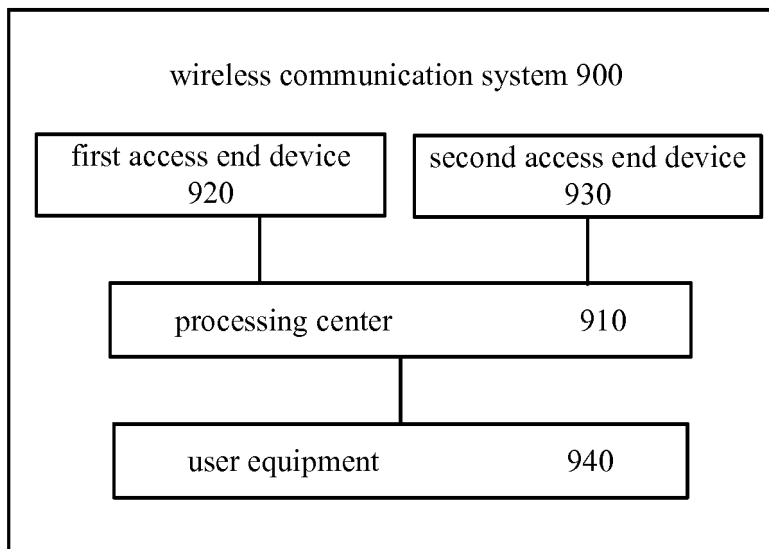 wireless communication system 900
first access end device
920
second access end device
930
processing center 910
user equipment 940